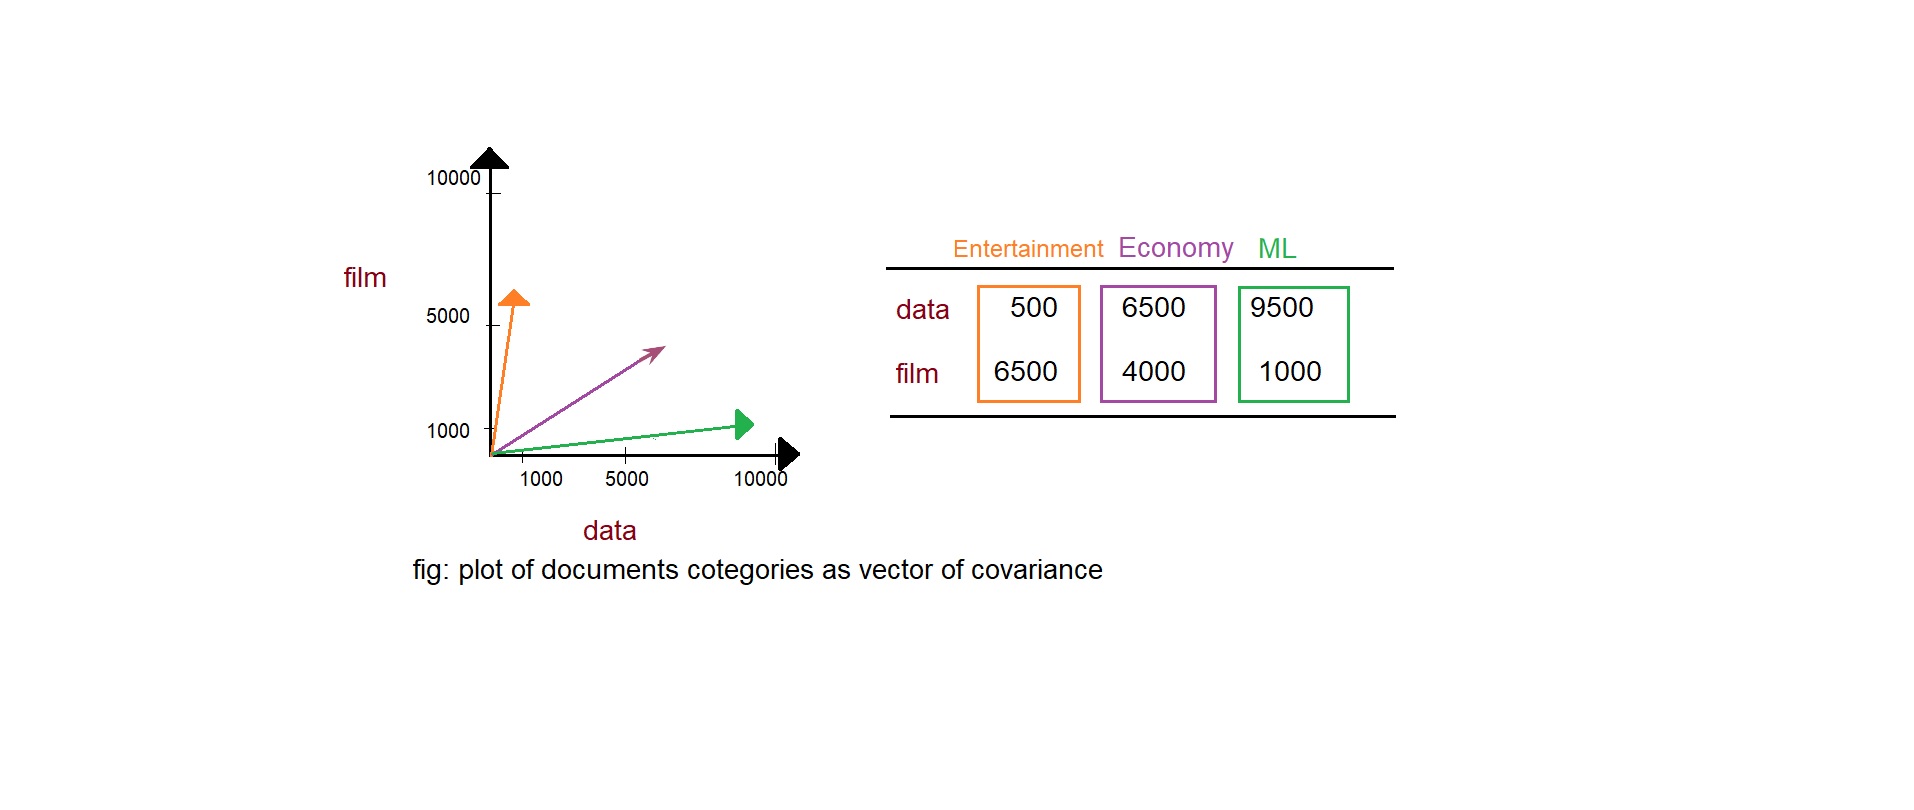 10000
film
5000
1000
1000 5000 10000
data
Entertainment Economy ML
data 500 6500 9500
film 6500 4000 1000
fig: plot of documents cotegories as vector of covariance